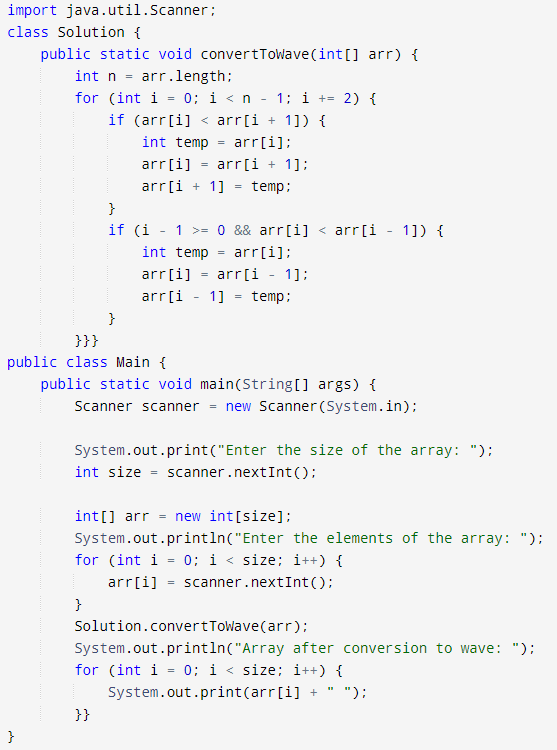 import java.util.Scanner;
class Solution {
    public static void convertToWave(int[] arr) {
        int n = arr.length;
        for (int i = 0; i < n - 1; i += 2) {
            if (arr[i] < arr[i + 1]) {
                int temp = arr[i];
                arr[i] = arr[i + 1];
                arr[i + 1] = temp;
            }
            if (i - 1 >= 0 && arr[i] < arr[i - 1]) {
                int temp = arr[i];
                arr[i] = arr[i - 1];
                arr[i - 1] = temp;
            }
        }}}
public class Main {
    public static void main(String[] args) {
        Scanner scanner = new Scanner(System.in);

        System.out.print("Enter the size of the array: ");
        int size = scanner.nextInt();

        int[] arr = new int[size];
        System.out.println("Enter the elements of the array: ");
        for (int i = 0; i < size; i++) {
            arr[i] = scanner.nextInt();
        }
        Solution.convertToWave(arr);
        System.out.println("Array after conversion to wave: ");
        for (int i = 0; i < size; i++) {
            System.out.print(arr[i] + " ");
        }}
}